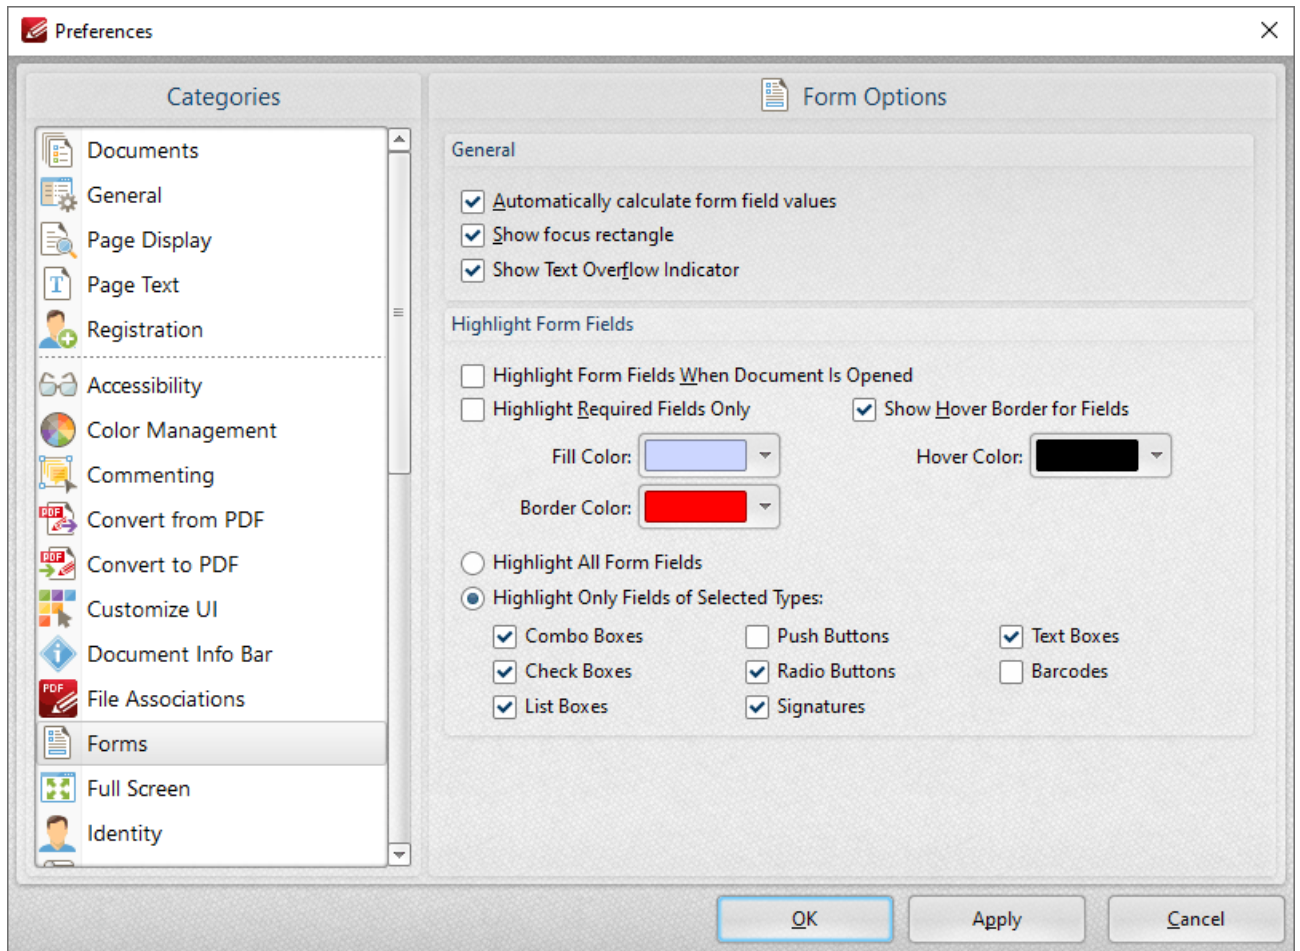 Preferences
Categories
Documents
General
Page Display
Page Text
Registration
Accessibility
Color Management
Commenting
Convert from PDF
Convert to PDF
Customize UI
Document Info Bar
File Associations
Forms
Full Screen
Identity
Form Options
General
Automatically calculate form field values
Show focus rectangle
Show Text Overflow Indicator
Highlight Form Fields
Highlight Form Fields When Document Is Opened
Highlight Required Fields Only Show Hover Border for Fields
Fill Color: Hover Color:
Border Color:
Highlight All Form Fields
Highlight Only Fields of Selected Types:
Combo Boxes Push Buttons Text Boxes
Check Boxes Radio Buttons Barcodes
List Boxes Signatures
OK Apply Cancel